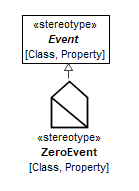 «stereotype»
Event
[Class, Property]
«stereotype»
ZeroEvent
[Class, Property]